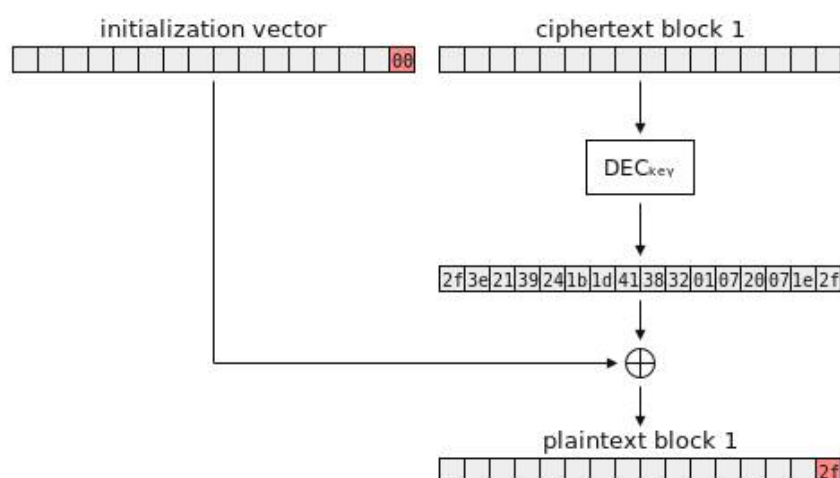 initialization vector
ciphertext block 1
00
DECₖₑᵧ
2f 3e 21 39 24 1b 1d 41 38 32 01 07 20 07 1e 2f
plaintext block 1
2f